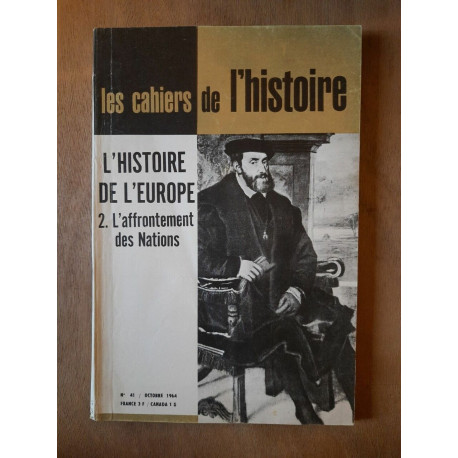 les cahiers de l'histoire
L'HISTOIRE
DE L'EUROPE
2. L'affrontement
des Nations
N° 41 : OCTOBRE 1964
FRANCE 3 F / CANADA 1 $